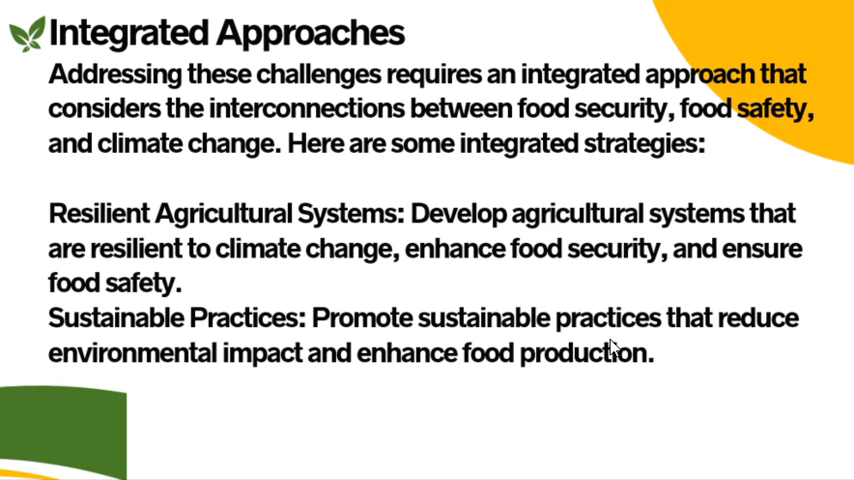 Integrated Approaches
Addressing these challenges requires an integrated approach that
considers the interconnections between food security, food safety,
and climate change. Here are some integrated strategies:
Resilient Agricultural Systems: Develop agricultural systems that
are resilient to climate change, enhance food security, and ensure
food safety.
Sustainable Practices: Promote sustainable practices that reduce
environmental impact and enhance food production.